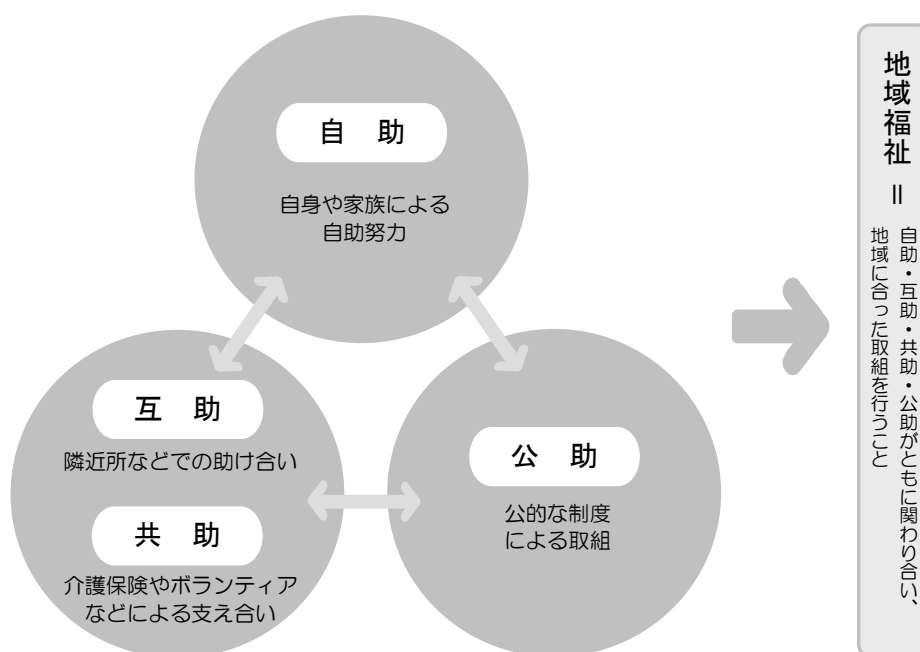 自　助
自身や家族による
自助努力
互　助
隣近所などでの助け合い
共　助
介護保険やボランティア
などによる支え合い
公　助
公的な制度
による取組
地域福祉＝
自助・互助・共助・公助がともに関わり合い、
地域に合った取組を行うこと